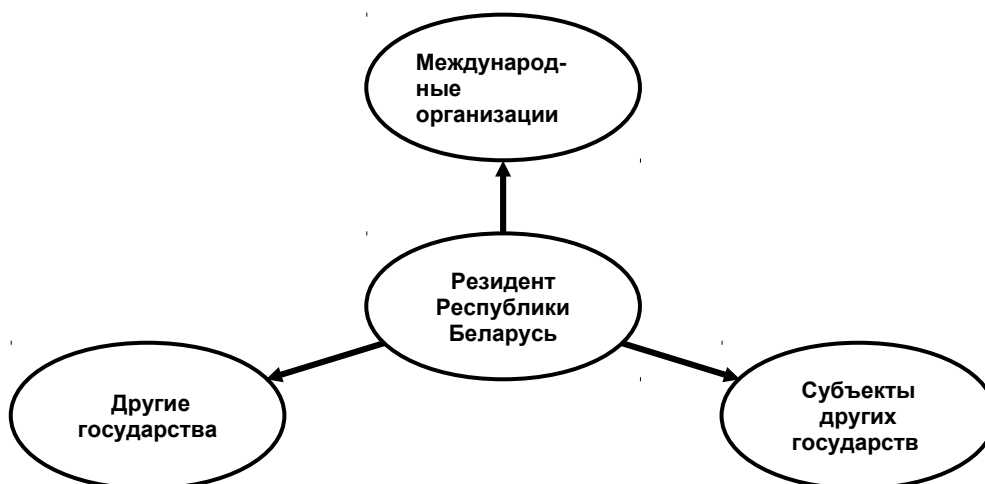 Международ-
ные
организации
Резидент
Республики
Беларусь
Другие
государства
Субъекты
других
государств